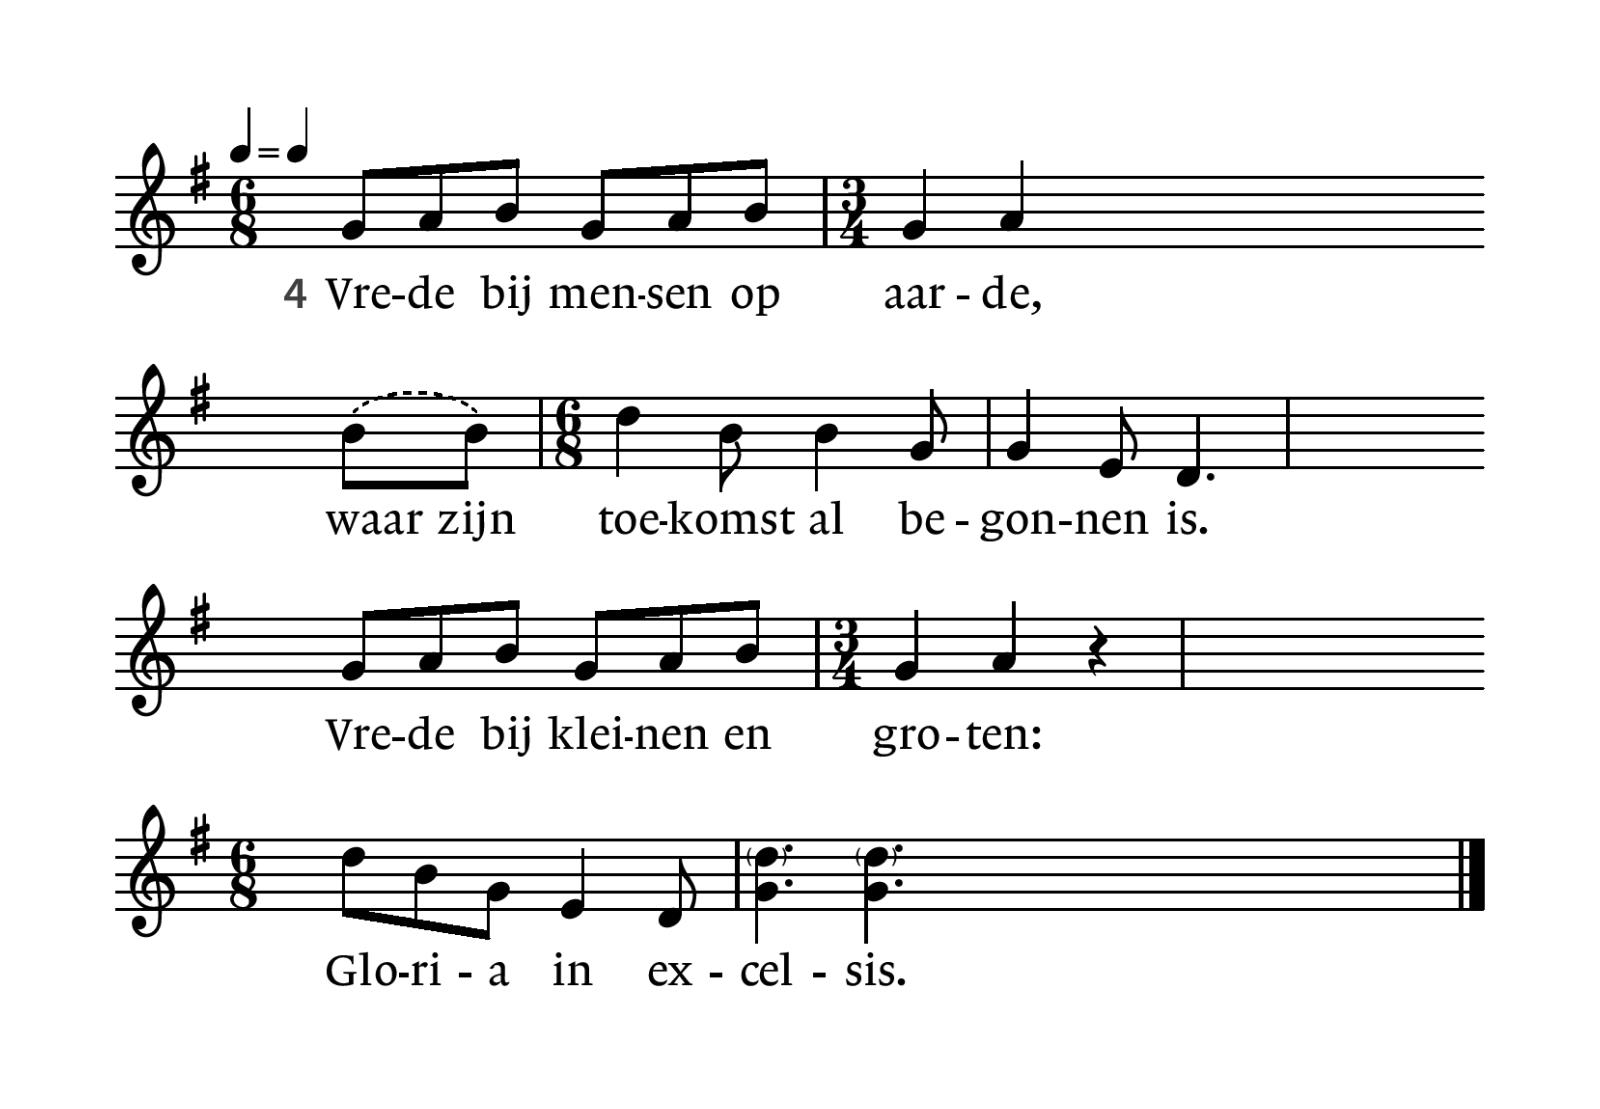 4 Vre-de bij men-sen op aar - de,
waar zijn toe-komst al be - gon-nen is.
Vre-de bij klei-nen en gro-ten:
Glo-ri - a in ex - cel - sis.